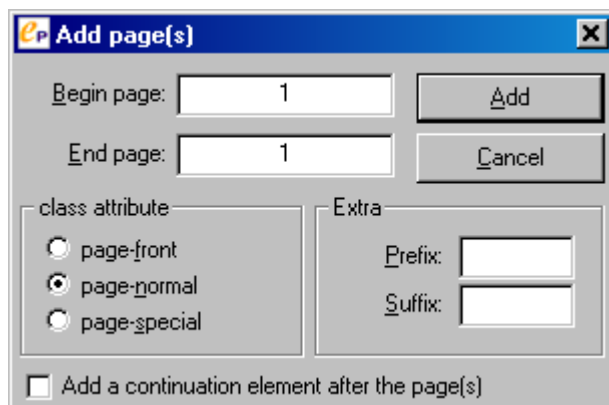 eP Add page(s)
Begin page: 1 Add
End page: 1 Cancel
class attribute Extra
page-front Prefix:
page-normal Suffix:
page-special
Add a continuation element after the page(s)